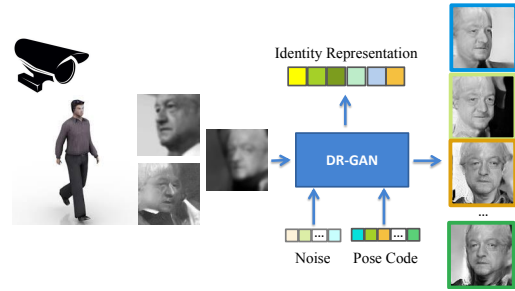 Identity Representation
DR-GAN
...
... ...
Noise Pose Code